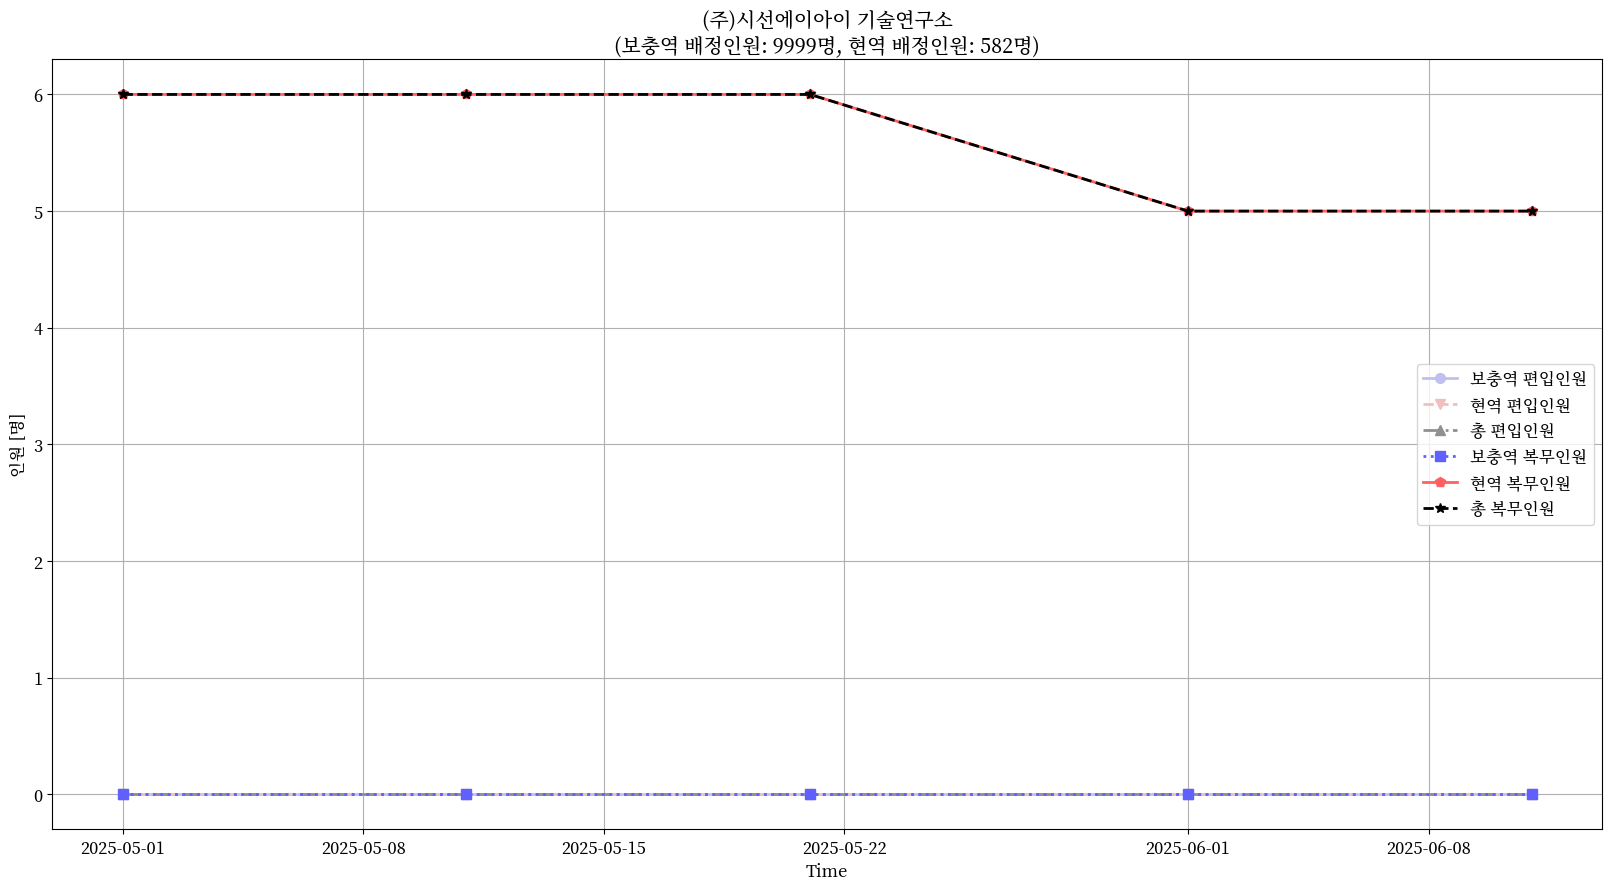 (주)시선에이아이 기술연구소
(보충역 배정인원: 9999명, 현역 배정인원: 582명)
6
5
4
3
2
1
0
인원 [명]
보충역 편입인원
현역 편입인원
총 편입인원
보충역 복무인원
현역 복무인원
총 복무인원
2025-05-01
2025-05-08
2025-05-15
2025-05-22
2025-06-01
2025-06-08
Time